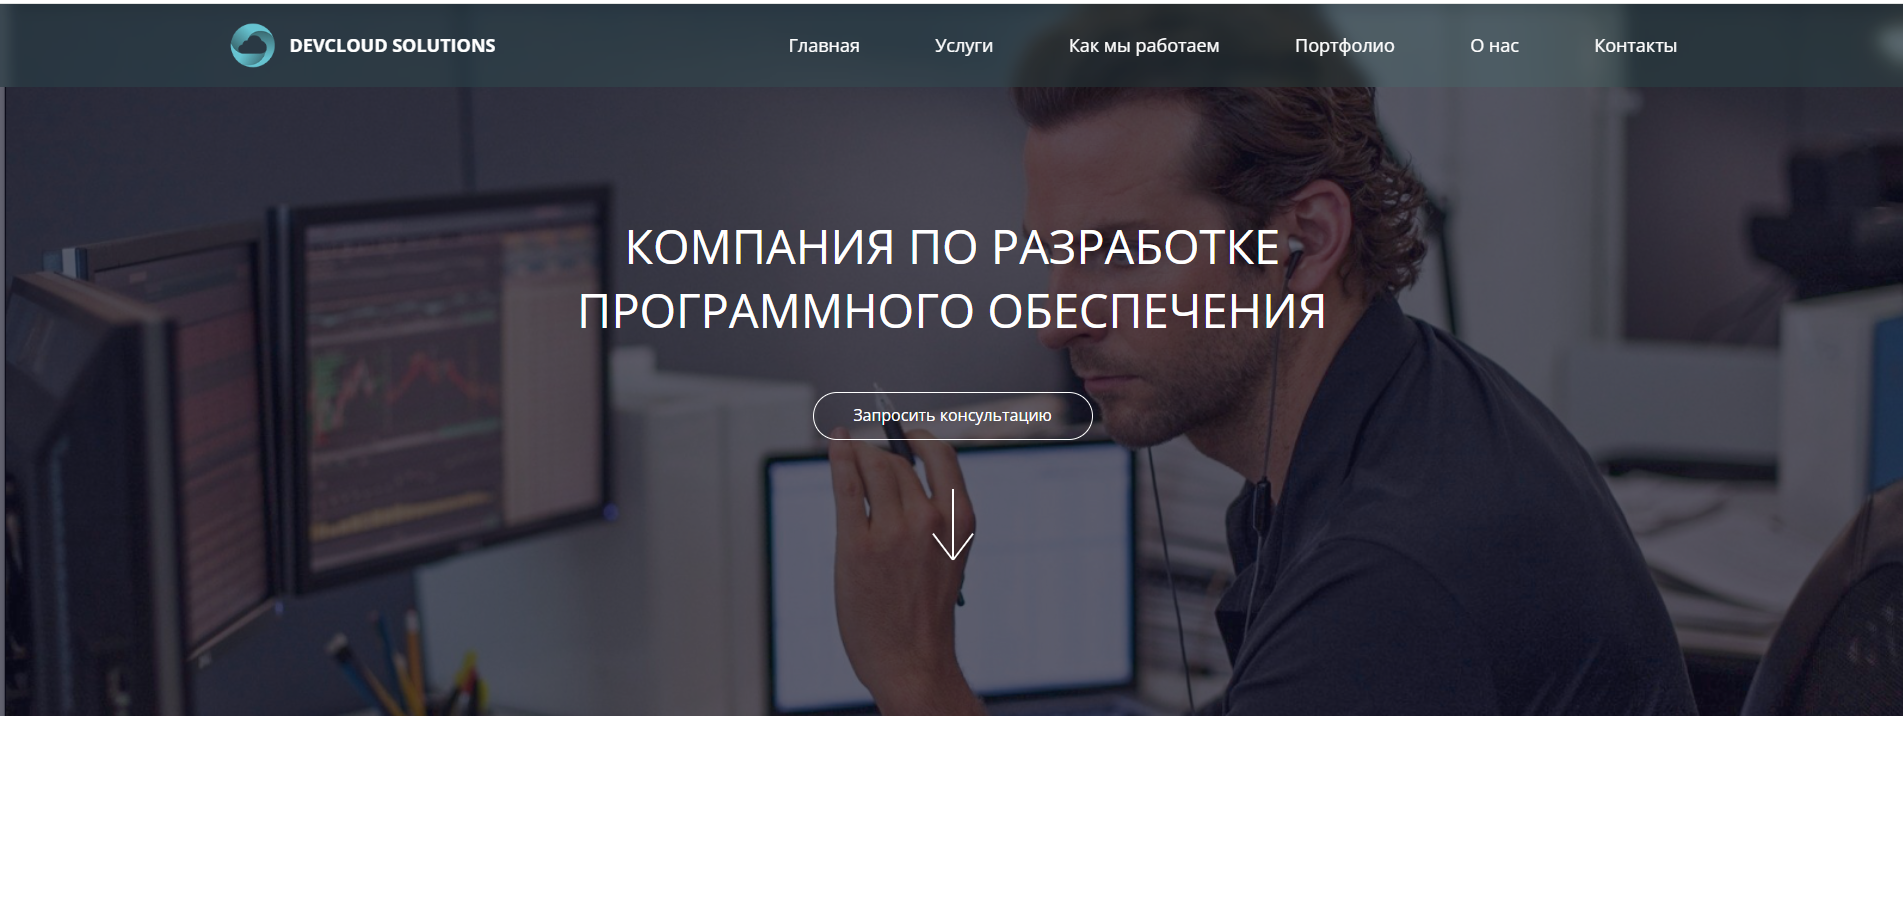 DEVCLOUD SOLUTIONS
Главная
Услуги
Как мы работаем
Портфолио
О нас
Контакты
КОМПАНИЯ ПО РАЗРАБОТКЕ
ПРОГРАММНОГО ОБЕСПЕЧЕНИЯ
Запросить консультацию